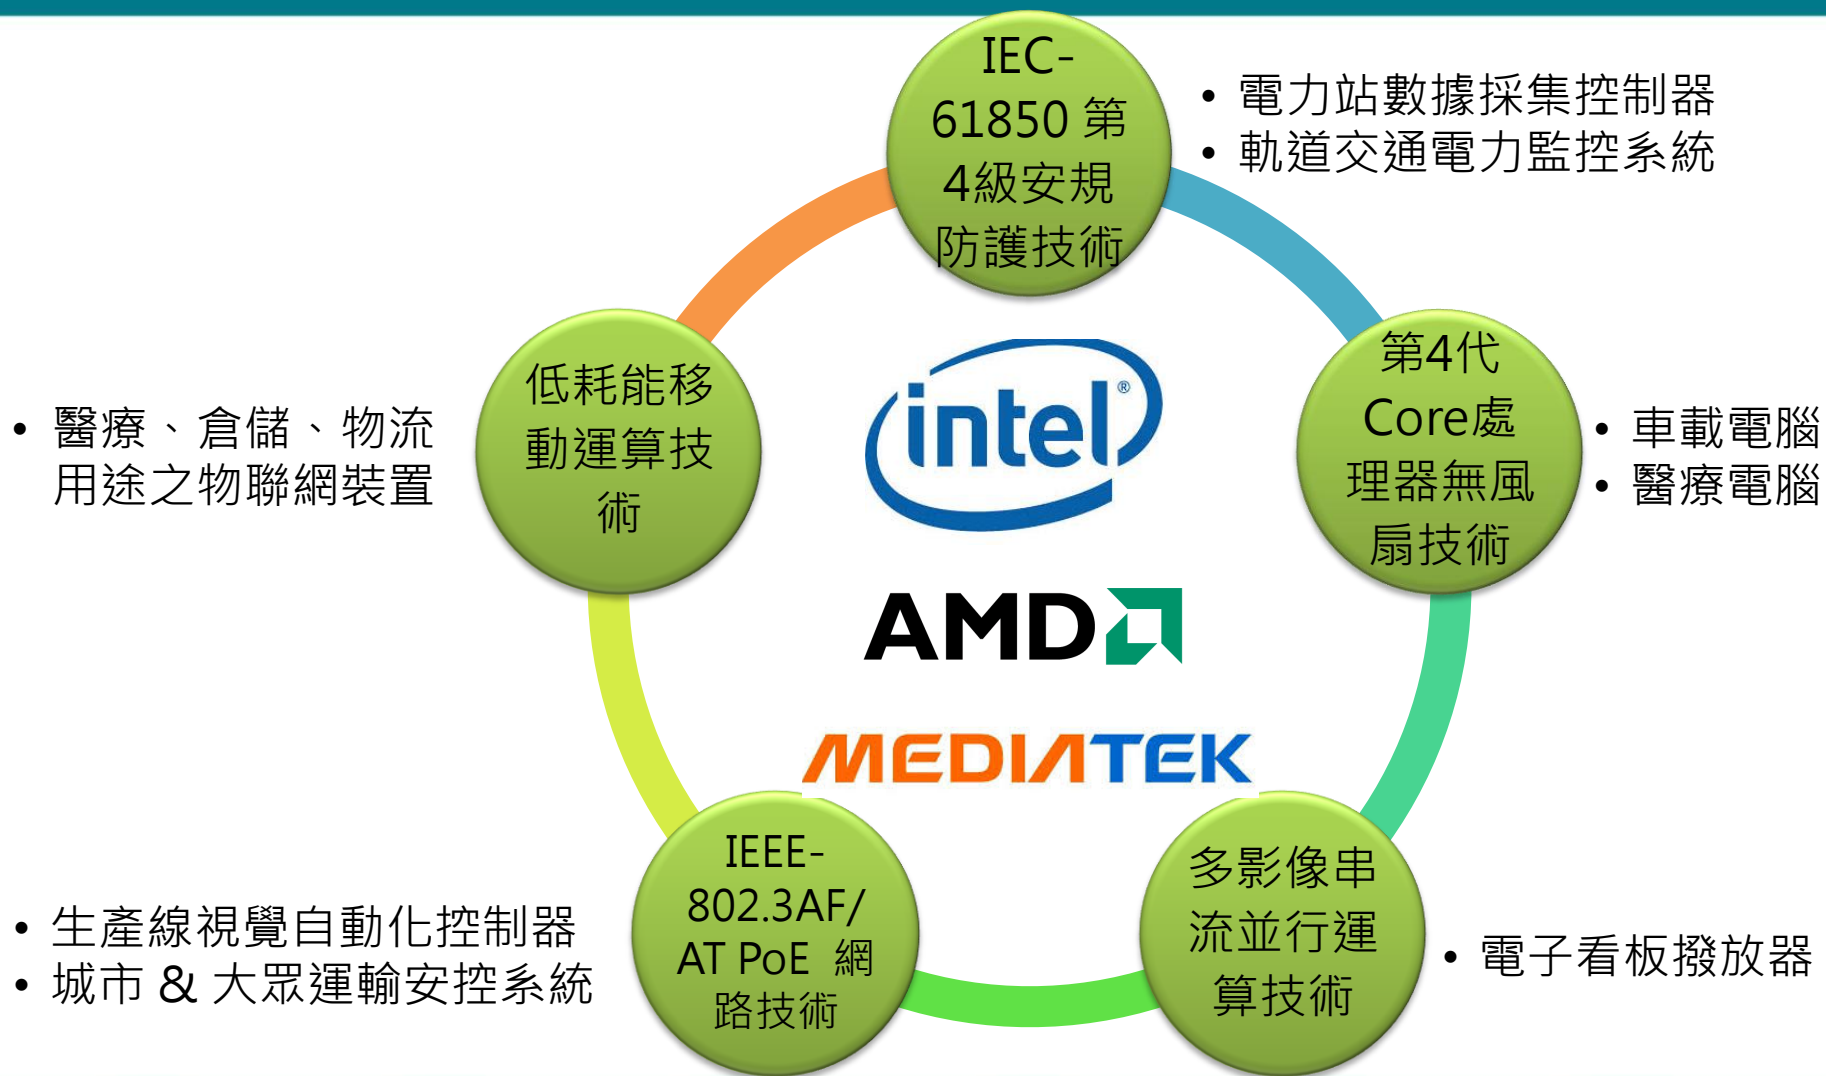 IEC-
61850 第
4級安規
防護技術
• 電力站數據採集控制器
• 軌道交通電力監控系統
第4代
Core處
理器無風
扇技術
• 車載電腦
• 醫療電腦
多影像串
流並行運
算技術
• 電子看板撥放器
IEEE-
802.3AF/
AT PoE 網
路技術
• 生產線視覺自動化控制器
• 城市 & 大眾運輸安控系統
低耗能移
動運算技
術
• 醫療、倉儲、物流
用途之物聯網裝置
intel®
AMD
MEDIATEK